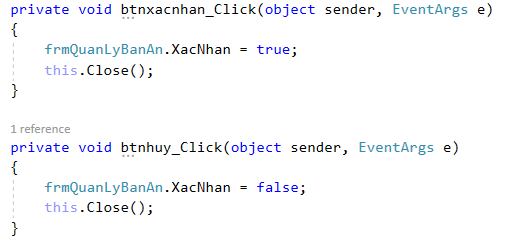 private void btnxacnhan_Click(object sender, EventArgs e)
{
frmQuanLyBanAn.XacNhan = true;
this.Close();
}
1 reference
private void btnhuy_Click(object sender, EventArgs e)
{
frmQuanLyBanAn.XacNhan = false;
this.Close();
}